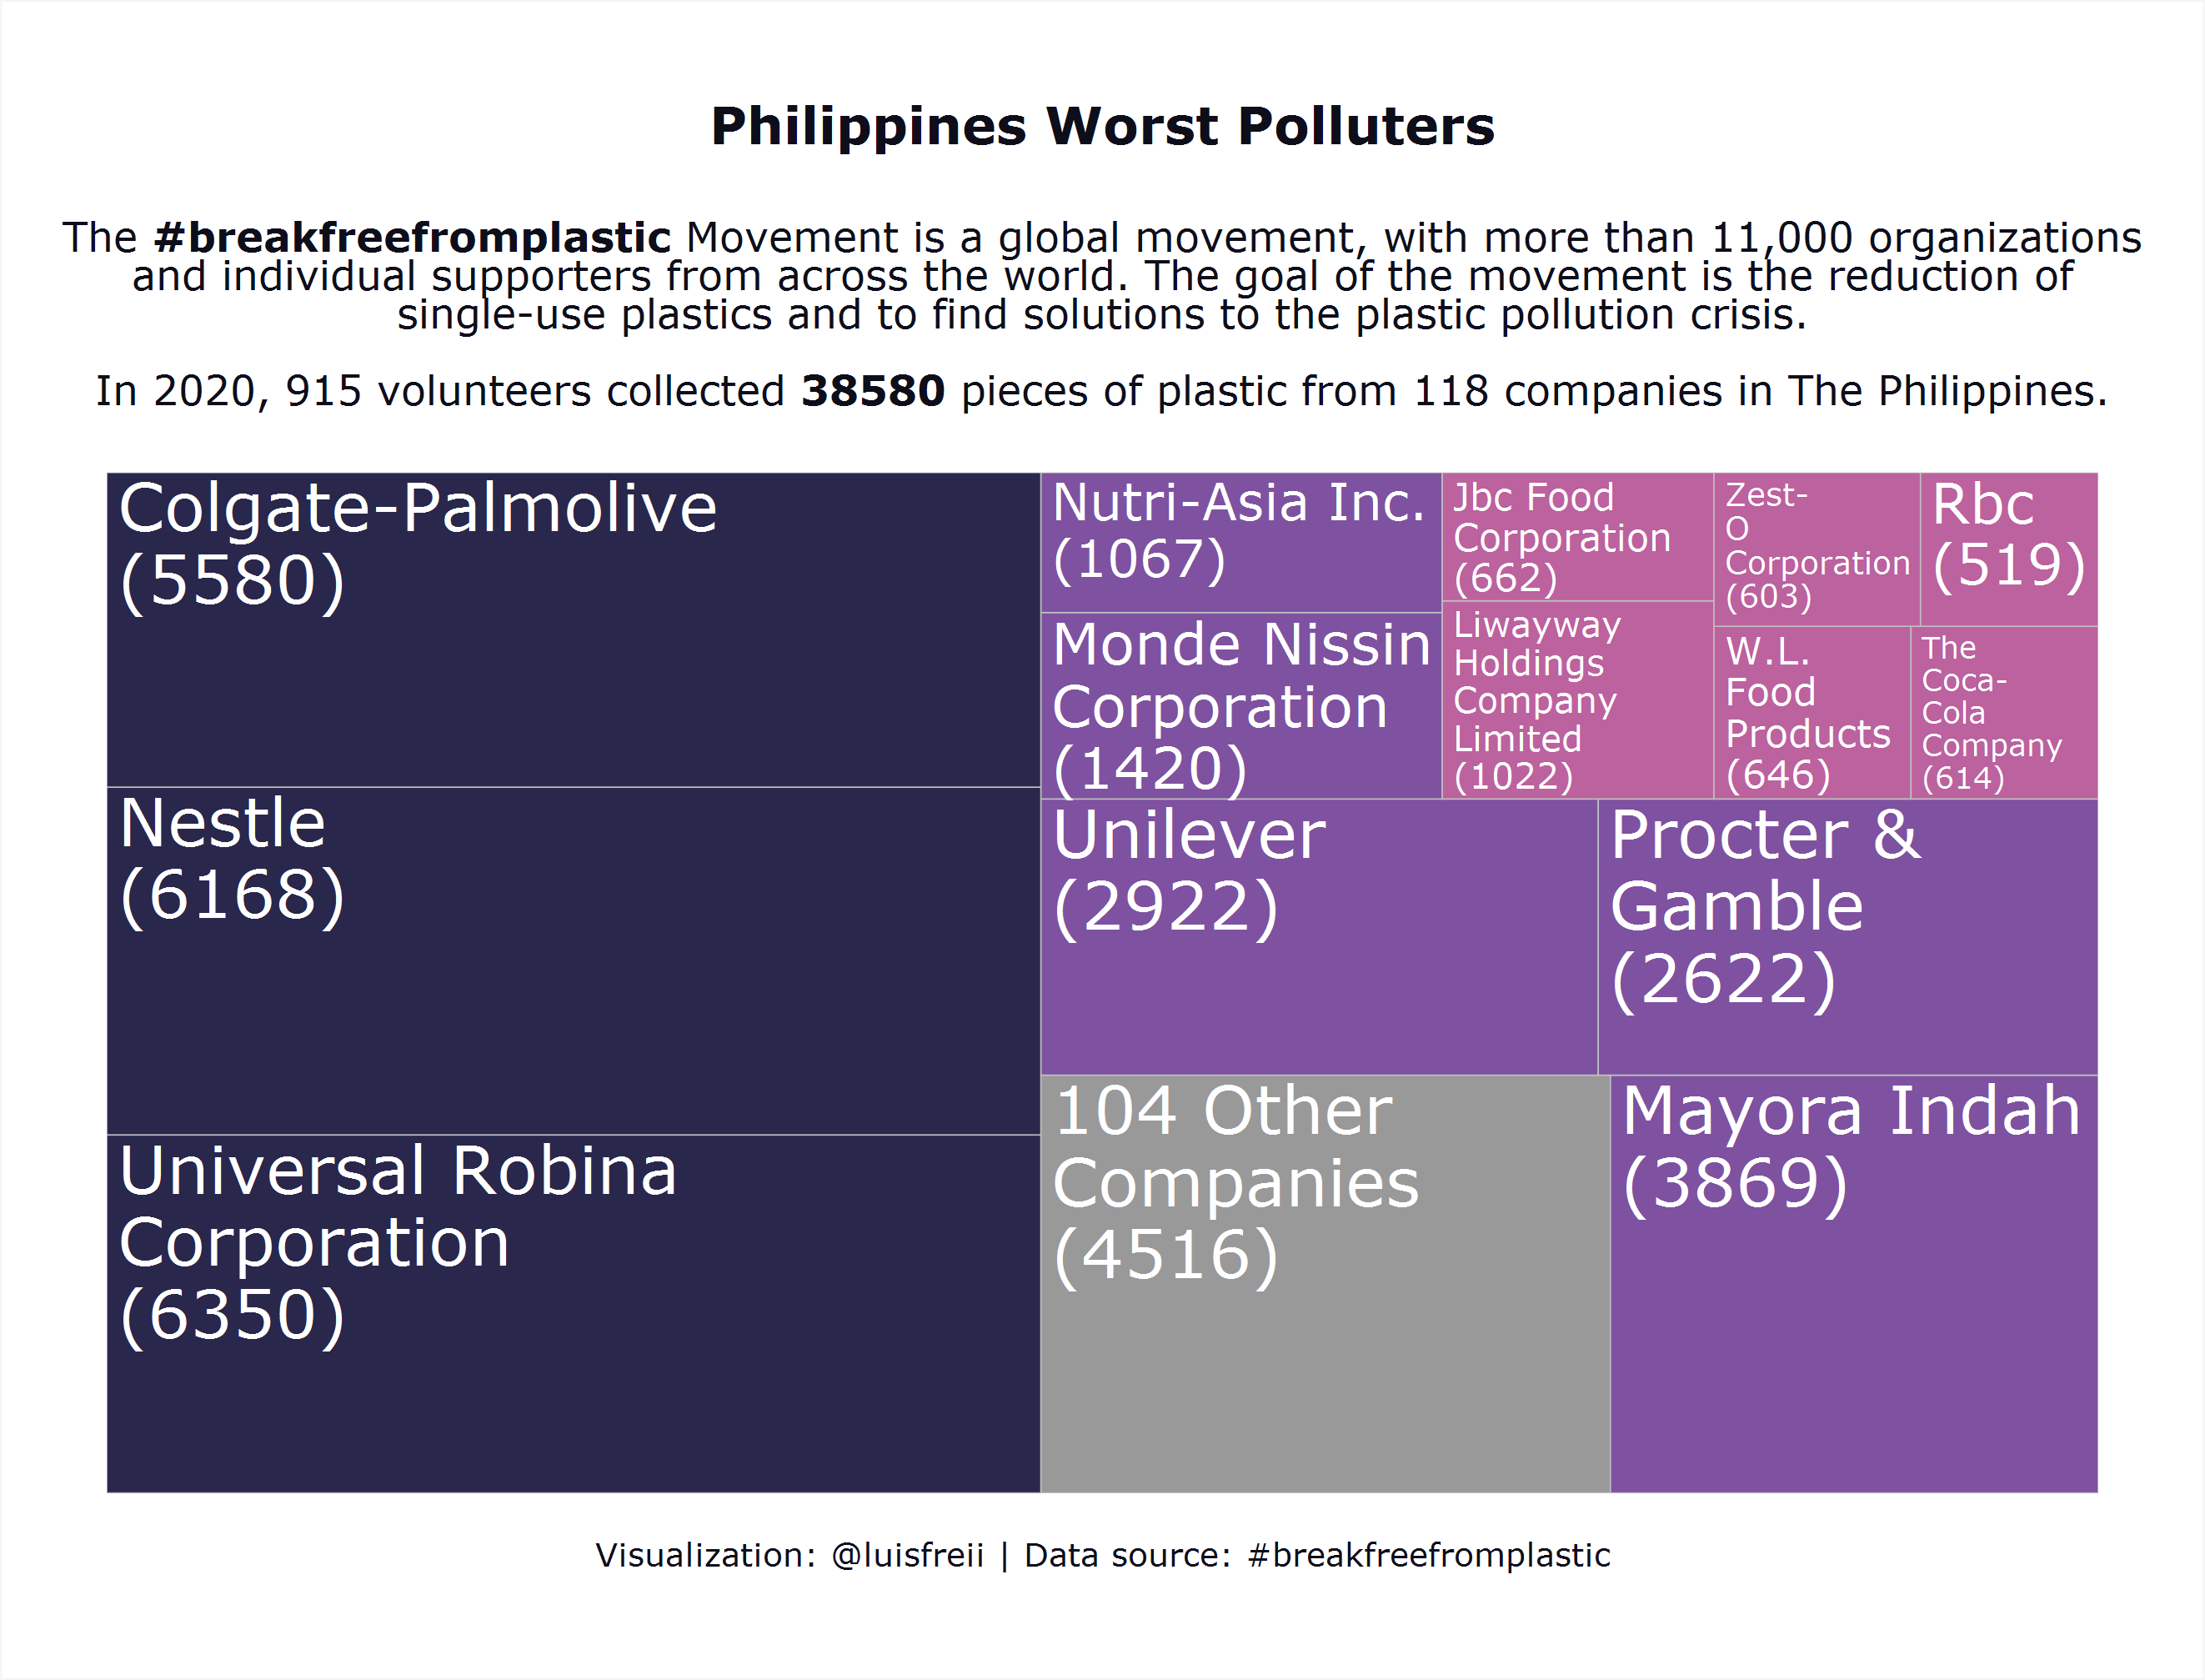 Philippines Worst Polluters
The #breakfreefromplastic Movement is a global movement, with more than 11,000 organizations
and individual supporters from across the world. The goal of the movement is the reduction of
single-use plastics and to find solutions to the plastic pollution crisis.
In 2020, 915 volunteers collected 38580 pieces of plastic from 118 companies in The Philippines.
Colgate-Palmolive
(5580)
Nestle
(6168)
Universal Robina
Corporation
(6350)
Nutri-Asia Inc.
(1067)
Monde Nissin
Corporation
(1420)
Jbc Food
Corporation
(662)
Liwayway
Holdings
Company
Limited
(1022)
Zest-
O
Corporation
(603)
Rbc
(519)
W.L.
Food
Products
(646)
The
Coca-
Cola
Company
(614)
Unilever
(2922)
Procter &
Gamble
(2622)
104 Other
Companies
(4516)
Mayora Indah
(3869)
Visualization: @luisfreii | Data source: #breakfreefromplastic